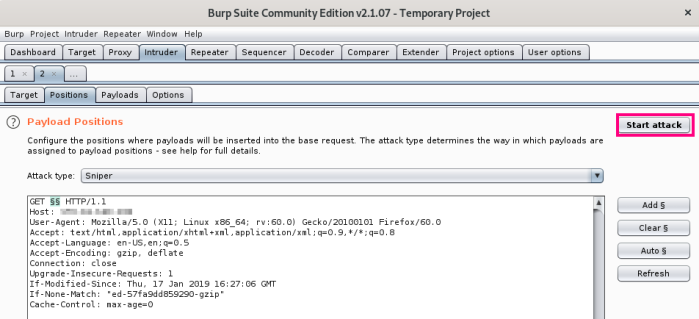 Burp Suite Community Edition v2.1.07 - Temporary Project ×
Burp Project Intruder Repeater Window Help
Dashboard Target Proxy Intruder Repeater Sequencer Decoder Comparer Extender Project options User options
1 × 2 × ...
Target Positions Payloads Options
? Payload Positions Start attack
Configure the positions where payloads will be inserted into the base request. The attack type determines the way in which payloads are
assigned to payload positions - see help for full details.
Attack type: Sniper
GET §§ HTTP/1.1 Add §
Host:
User-Agent: Mozilla/5.0 (X11; Linux x86_64; rv:60.0) Gecko/20100101 Firefox/60.0 Clear §
Accept: text/html,application/xhtml+xml,application/xml;q=0.9,*/*;q=0.8
Accept-Language: en-US,en;q=0.5 Auto §
Accept-Encoding: gzip, deflate
Connection: close
Upgrade-Insecure-Requests: 1 Refresh
If-Modified-Since: Thu, 17 Jan 2019 16:27:06 GMT
If-None-Match: "ed-57fa9dd859290-gzip"
Cache-Control: max-age=0